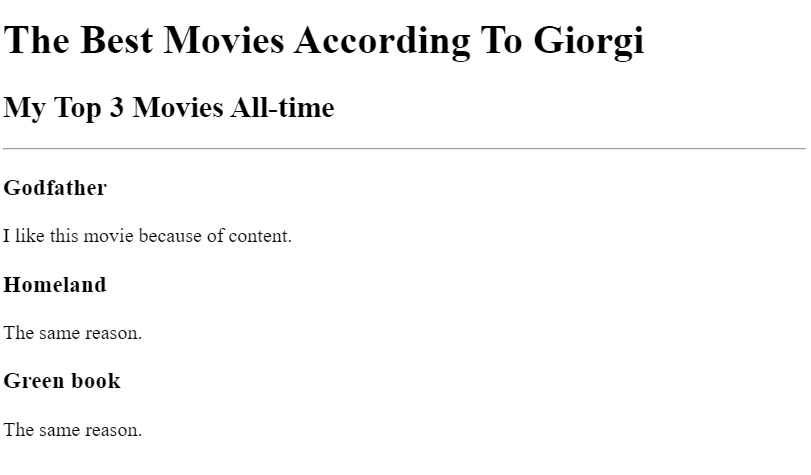 The Best Movies According To Giorgi
My Top 3 Movies All-time
Godfather
I like this movie because of content.
Homeland
The same reason.
Green book
The same reason.